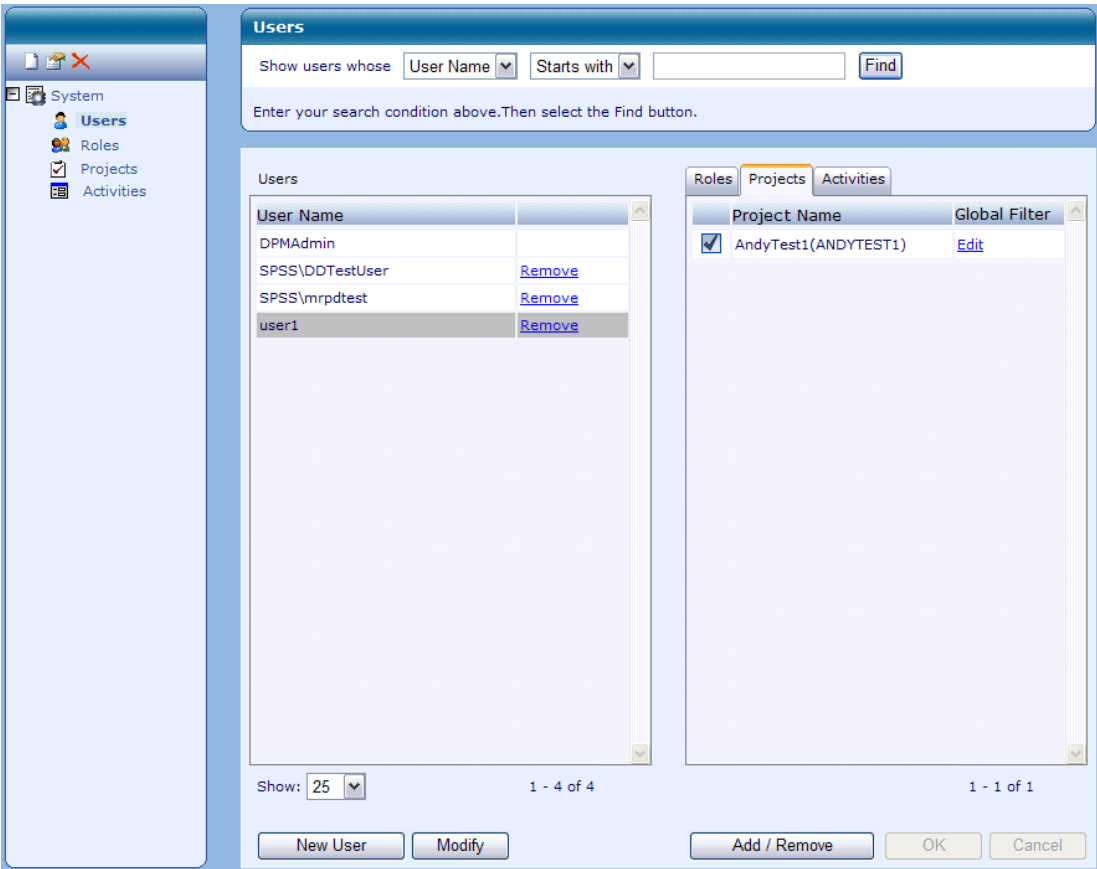 System
Users
Roles
Projects
Activities
Users
Show users whose User Name Starts with Find
Enter your search condition above.Then select the Find button.
Users
User Name
DPMAdmin
SPSS\DDTestUser Remove
SPSS\mrpdtest Remove
user1 Remove
Show: 25 1 - 4 of 4
New User Modify
Roles Projects Activities
Project Name Global Filter
AndyTest1(ANDYTEST1) Edit
1 - 1 of 1
Add / Remove OK Cancel